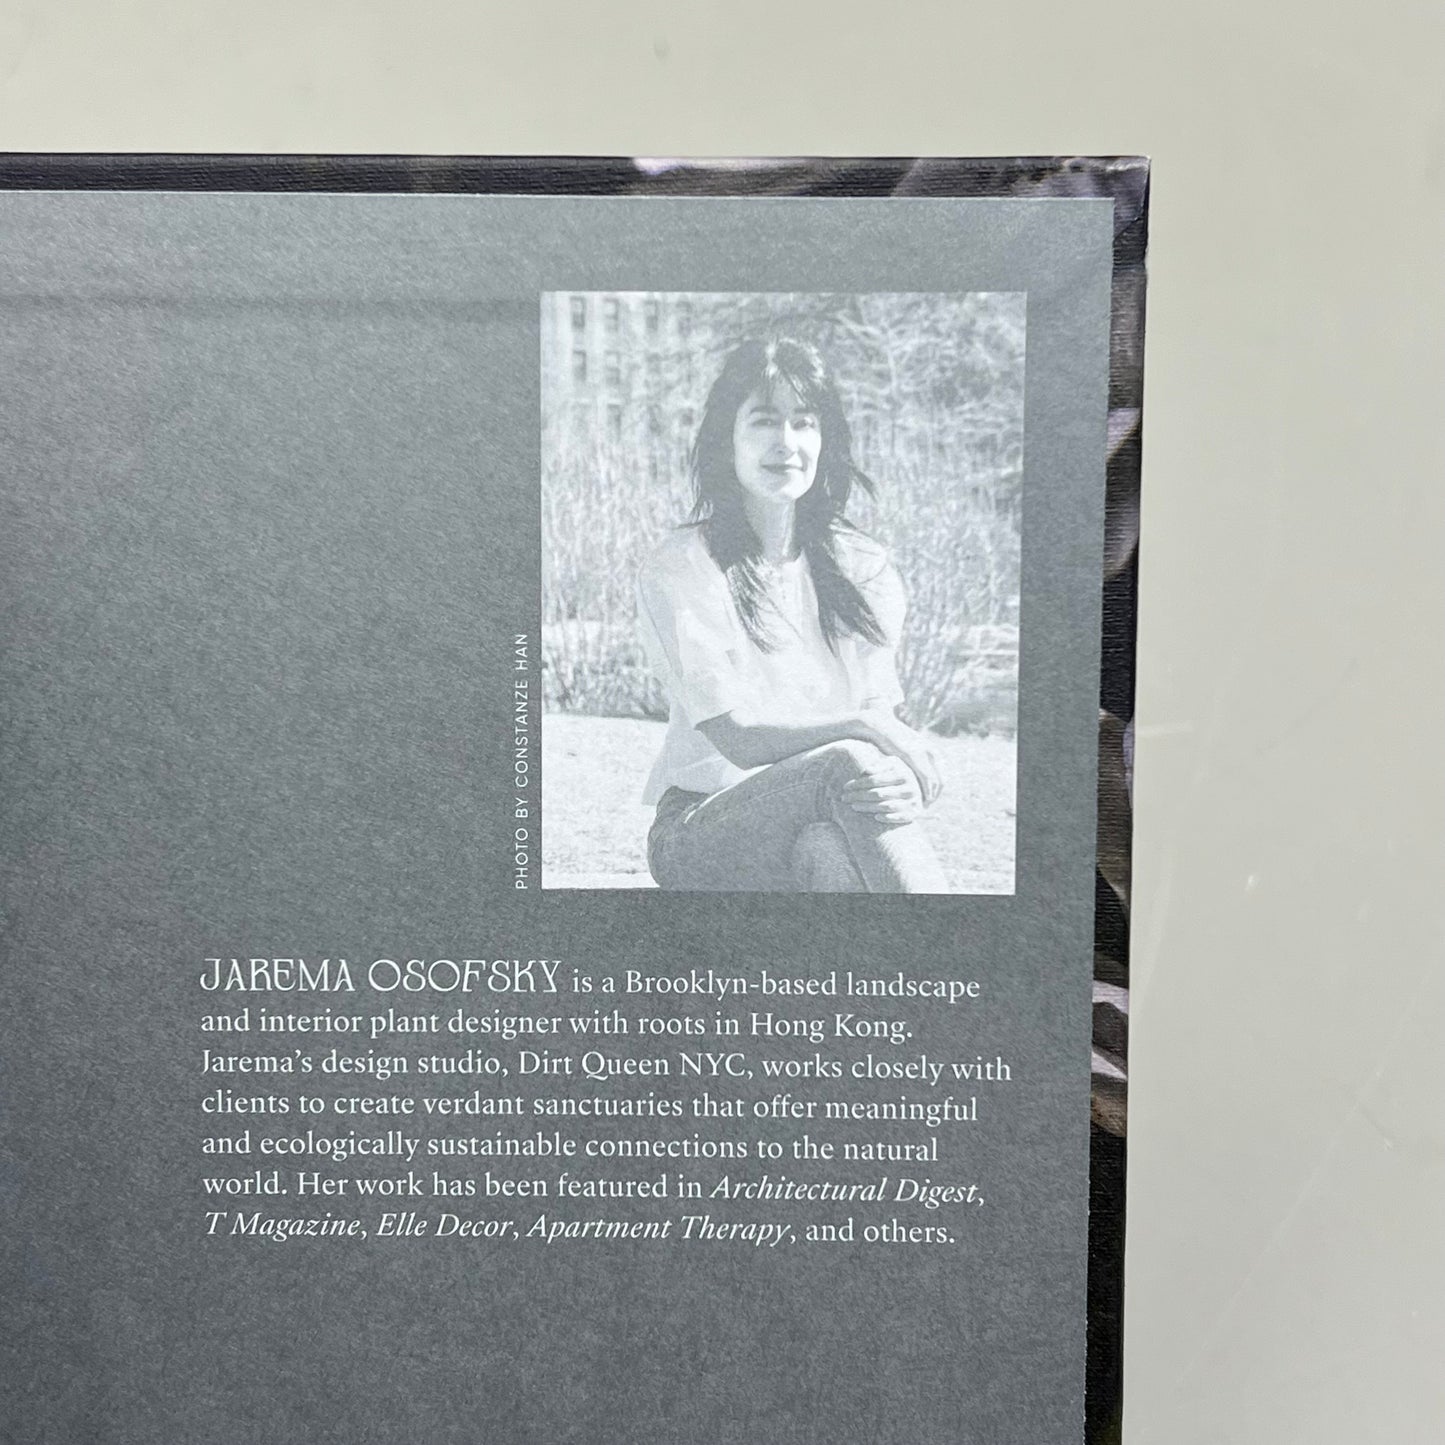 PHOTO BY CONSTANZE HAN
JAREMA OSOFSKY is a Brooklyn-based landscape
and interior plant designer with roots in Hong Kong.
Jarema’s design studio, Dirt Queen NYC, works closely with
clients to create verdant sanctuaries that offer meaningful
and ecologically sustainable connections to the natural
world. Her work has been featured in Architectural Digest,
T Magazine, Elle Decor, Apartment Therapy, and others.